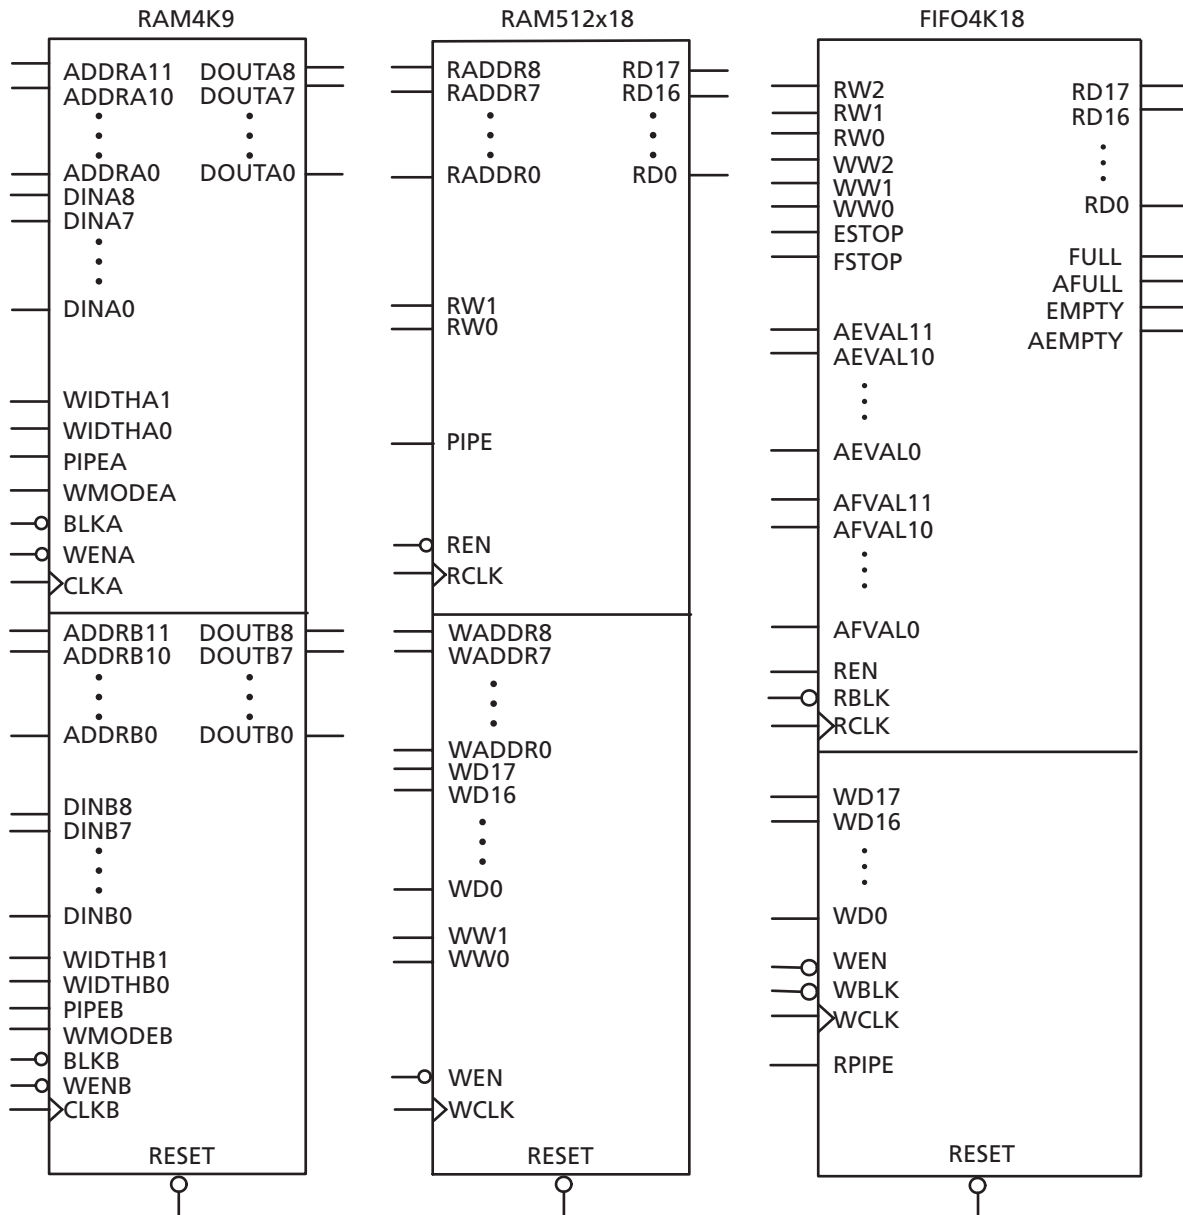 RAM4K9
ADDRA11 DOUTA8
ADDRA10 DOUTA7
ADDRA0 DOUTA0
DINA8
DINA7
DINA0
WIDTHA1
WIDTHA0
PIPEA
WMODEA
BLKA
WENA
CLKA
ADDRB11 DOUTB8
ADDRB10 DOUTB7
ADDRB0 DOUTB0
DINB8
DINB7
DINB0
WIDTHB1
WIDTHB0
PIPEB
WMODEB
BLKB
WENB
CLKB
RESET
RAM512x18
RADDR8 RD17
RADDR7 RD16
RADDR0 RD0
RW1
RW0
PIPE
REN
RCLK
WADDR8
WADDR7
WADDR0
WD17
WD16
WD0
WW1
WW0
WEN
WCLK
RESET
FIFO4K18
RW2 RD17
RW1 RD16
RW0
WW2
WW1
WW0 RD0
ESTOP
FSTOP FULL
AFULL
EMPTY
AEVAL11 AEMPTY
AEVAL10
AEVAL0
AFVAL11
AFVAL10
AFVAL0
REN
RBLK
RCLK
WD17
WD16
WD0
WEN
WBLK
WCLK
RPIPE
RESET